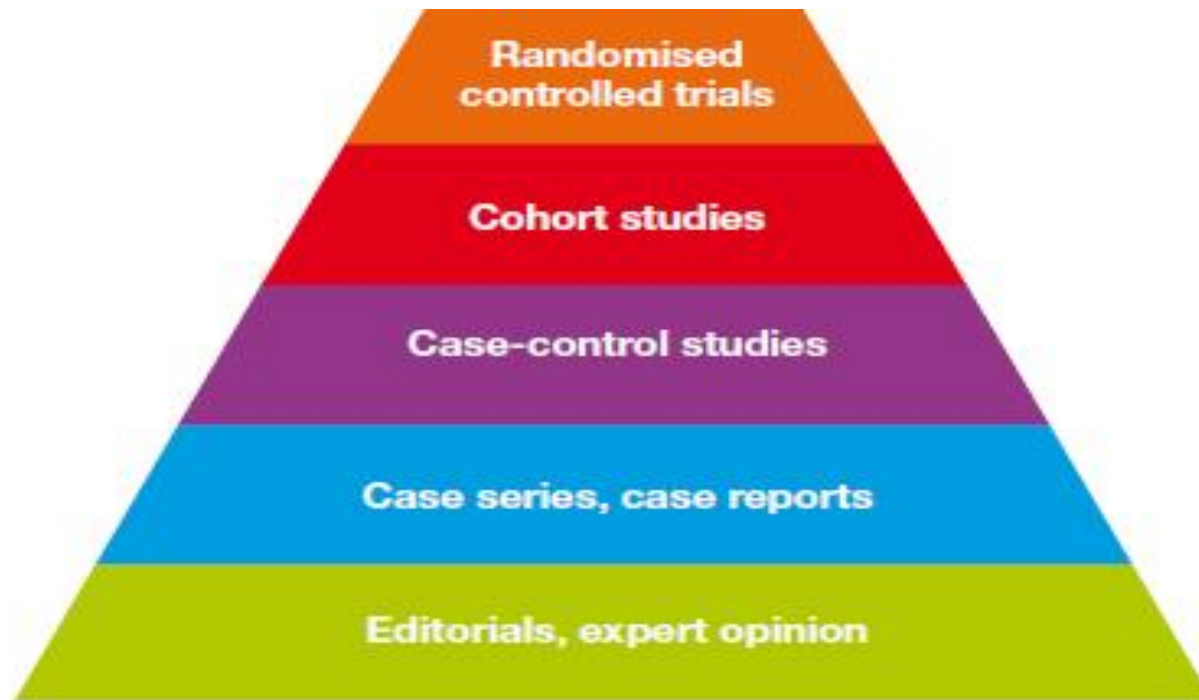 Randomised
controlled trials
Cohort studies
Case-control studies
Case series, case reports
Editorials, expert opinion